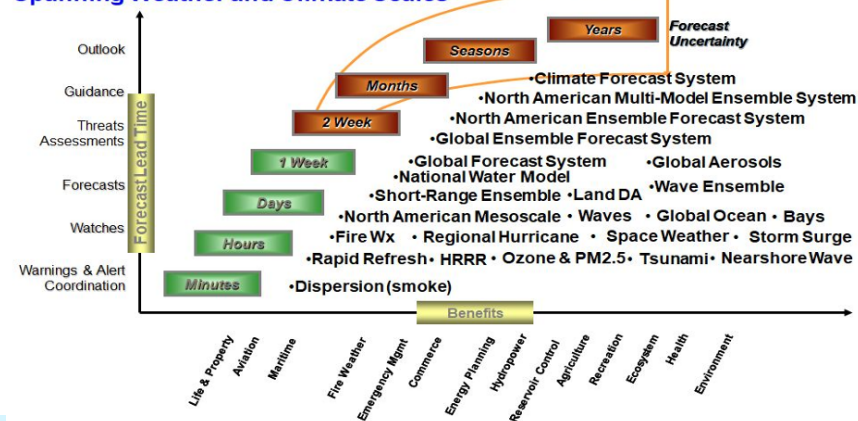 Spanning Weather and Climate Scales
Years
Forecast
Uncertainty
Outlook
Seasons
•Climate Forecast System
Guidance
Months
•North American Multi-Model Ensemble System
Threats
Assessments
2 Week
•North American Ensemble Forecast System
•Global Ensemble Forecast System
1 Week
•Global Forecast System •Global Aerosols
•National Water Model
Forecasts
•Wave Ensemble
Days
•Short-Range Ensemble •Land DA
•North American Mesoscale • Waves • Global Ocean • Bays
Watches
Hours
•Fire Wx • Regional Hurricane • Space Weather • Storm Surge
•Rapid Refresh • HRRR • Ozone & PM2.5 • Tsunami • Nearshore Wave
Warnings & Alert
Coordination
Minutes
•Dispersion (smoke)
Forecast Lead Time
Benefits
Life & Property
Aviation
Maritime
Fire Weather
Emergency Mgmt
Commerce
Energy Planning
Hydropower
Reservoir Control
Agriculture
Recreation
Ecosystem
Health
Environment